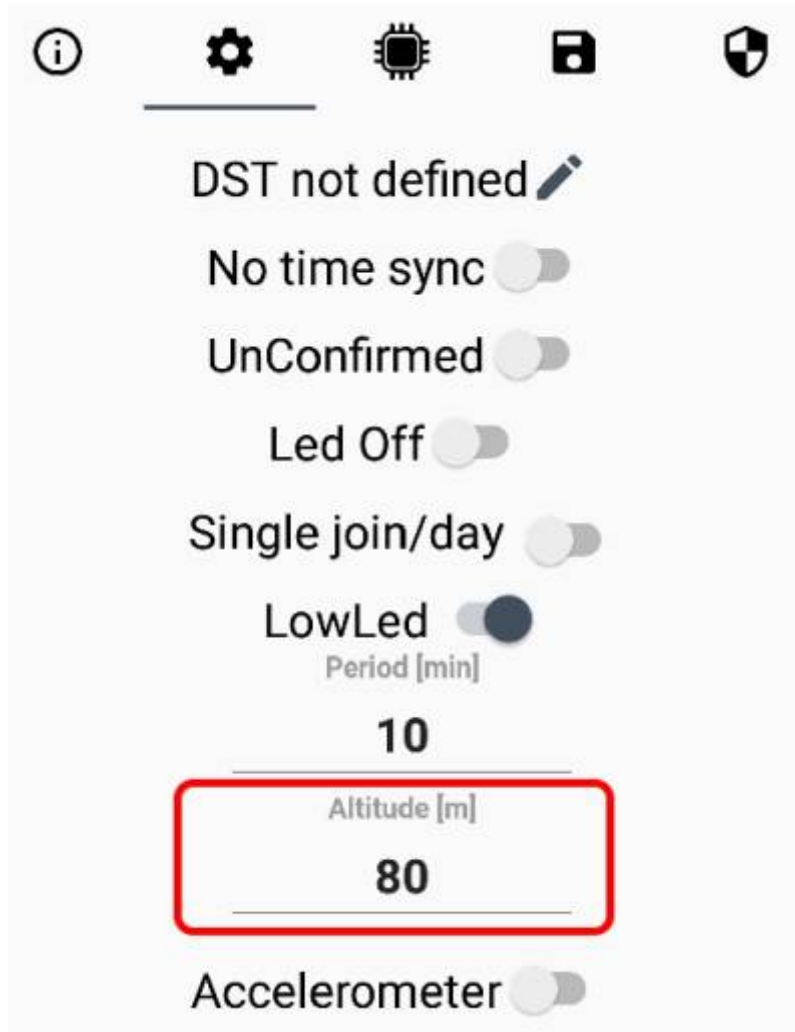 DST not defined
No time sync
UnConfirmed
Led Off
Single join/day
LowLed
Period [min]
10
Altitude [m]
80
Accelerometer